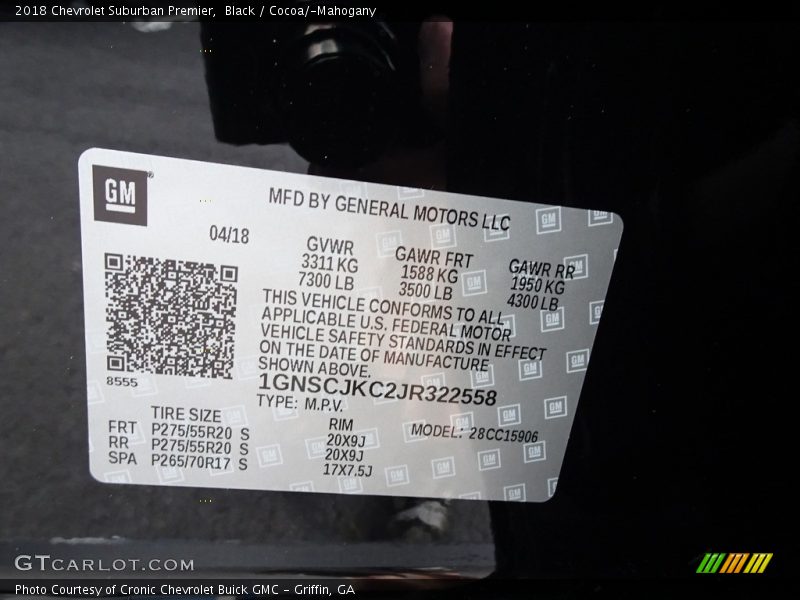 2018 Chevrolet Suburban Premier,  Black / Cocoa/­Mahogany
GM®
MFD BY GENERAL MOTORS LLC
04/18
GVWR
3311 KG
7300 LB
GAWR FRT
1588 KG
3500 LB
GAWR RR
1950 KG
4300 LB
THIS VEHICLE CONFORMS TO ALL
APPLICABLE U.S. FEDERAL MOTOR
VEHICLE SAFETY STANDARDS IN EFFECT
ON THE DATE OF MANUFACTURE
SHOWN ABOVE.
8555
1GNSCJKC2JR322558
TYPE: M.P.V.
MODEL: 28CC15906
TIRE SIZE RIM
FRT P275/55R20 S 20X9J
RR P275/55R20 S 20X9J
SPA P265/70R17 S 17X7.5J
GTCARLOT.COM
Photo Courtesy of Cronic Chevrolet Buick GMC - Griffin, GA